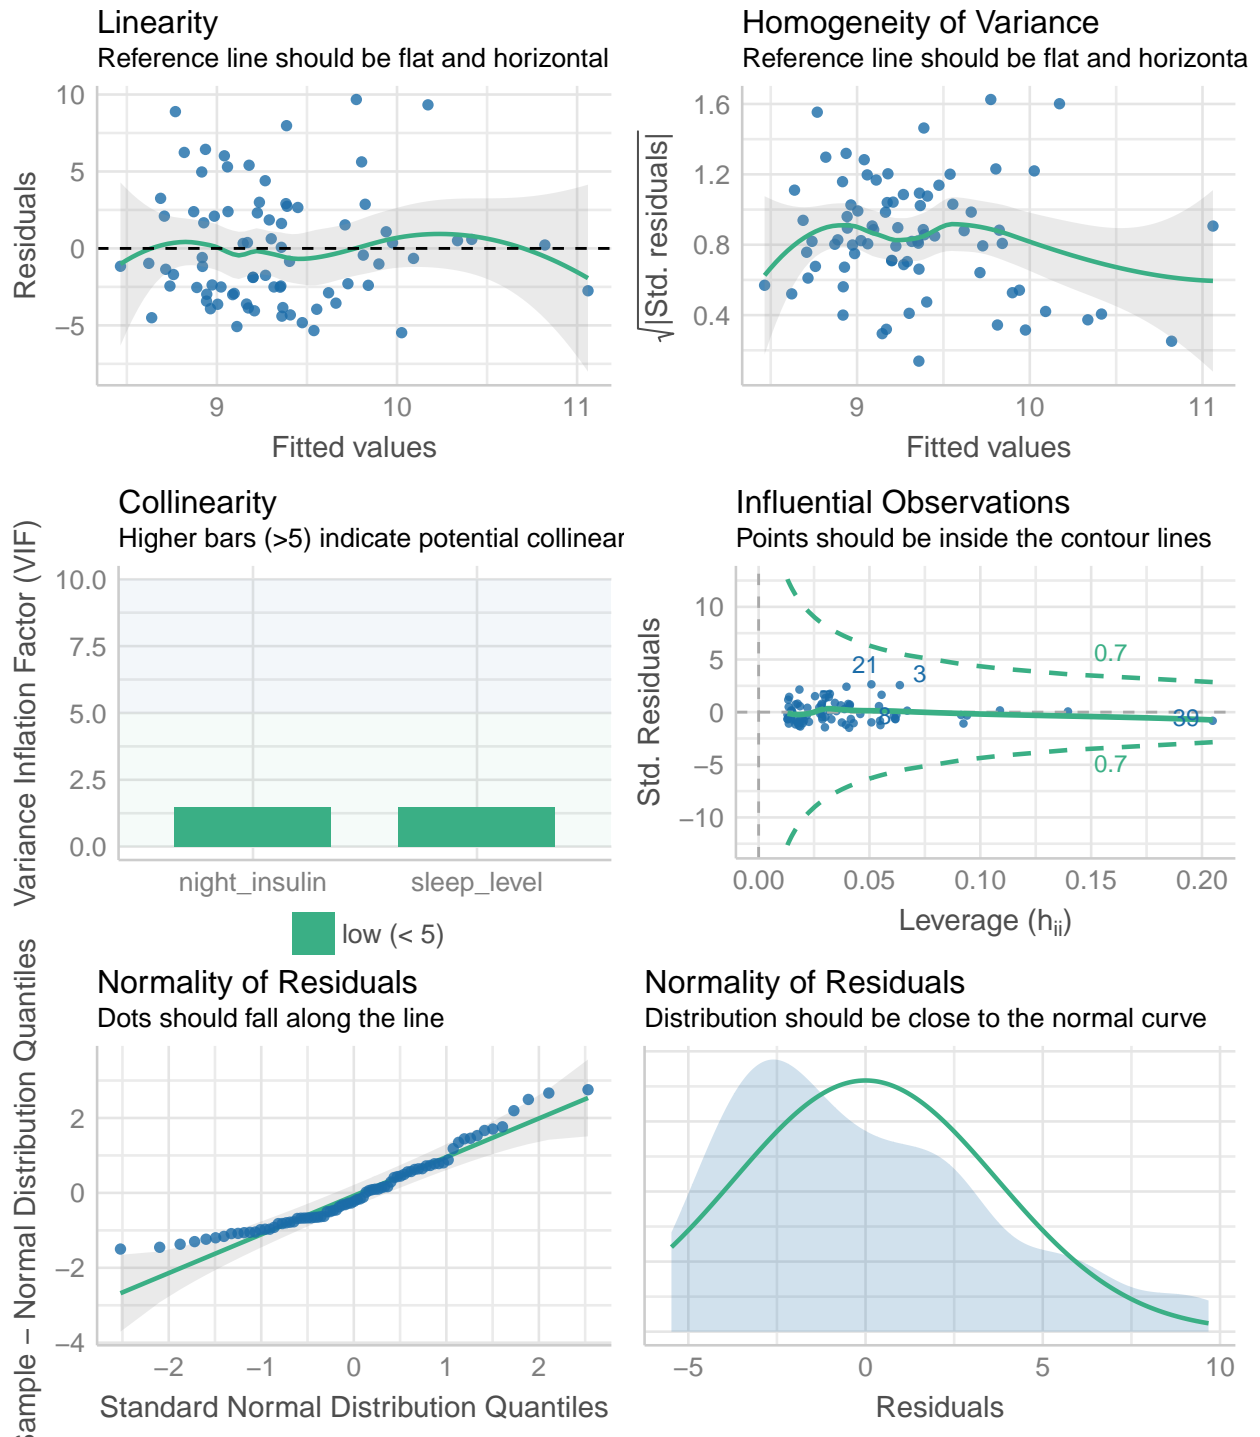 Linearity
Reference line should be flat and horizontal
Residuals
10
5
0
−5
9
10
11
Fitted values
Homogeneity of Variance
Reference line should be flat and horizonta
√|Std. residuals|
1.6
1.2
0.8
0.4
9
10
11
Fitted values
Collinearity
Higher bars (>5) indicate potential collinear
Variance Inflation Factor (VIF)
10.0
7.5
5.0
2.5
0.0
night_insulin
sleep_level
low (< 5)
Influential Observations
Points should be inside the contour lines
Std. Residuals
10
5
0
−5
−10
0.7
21
3
8
39
0.7
0.00
0.05
0.10
0.15
0.20
Leverage (hii)
Normality of Residuals
Dots should fall along the line
Sample − Normal Distribution Quantiles
2
0
−2
−4
−2
−1
0
1
2
Standard Normal Distribution Quantiles
Normality of Residuals
Distribution should be close to the normal curve
−5
0
5
10
Residuals